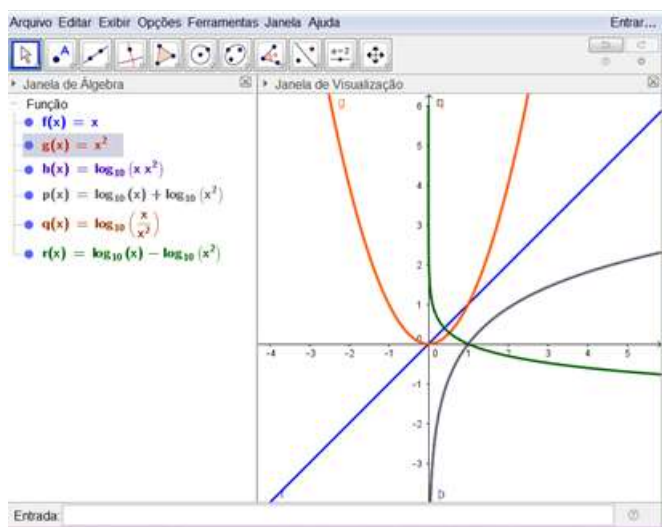 Arquivo Editar Exibir Opções Ferramentas Janela Ajuda Entrar...
A
a=2
Janela de Álgebra
Função
f(x) = x
g(x) = x²
h(x) = log₁₀ (x x²)
p(x) = log₁₀ (x) + log₁₀ (x²)
q(x) = log₁₀ (x/x²)
r(x) = log₁₀ (x) − log₁₀ (x²)
Janela de Visualização
g q
6
5
4
3
2
1
0
-4 -3 -2 -1 0 1 2 3 4 5
-1
-2
-3
f
Entrada: